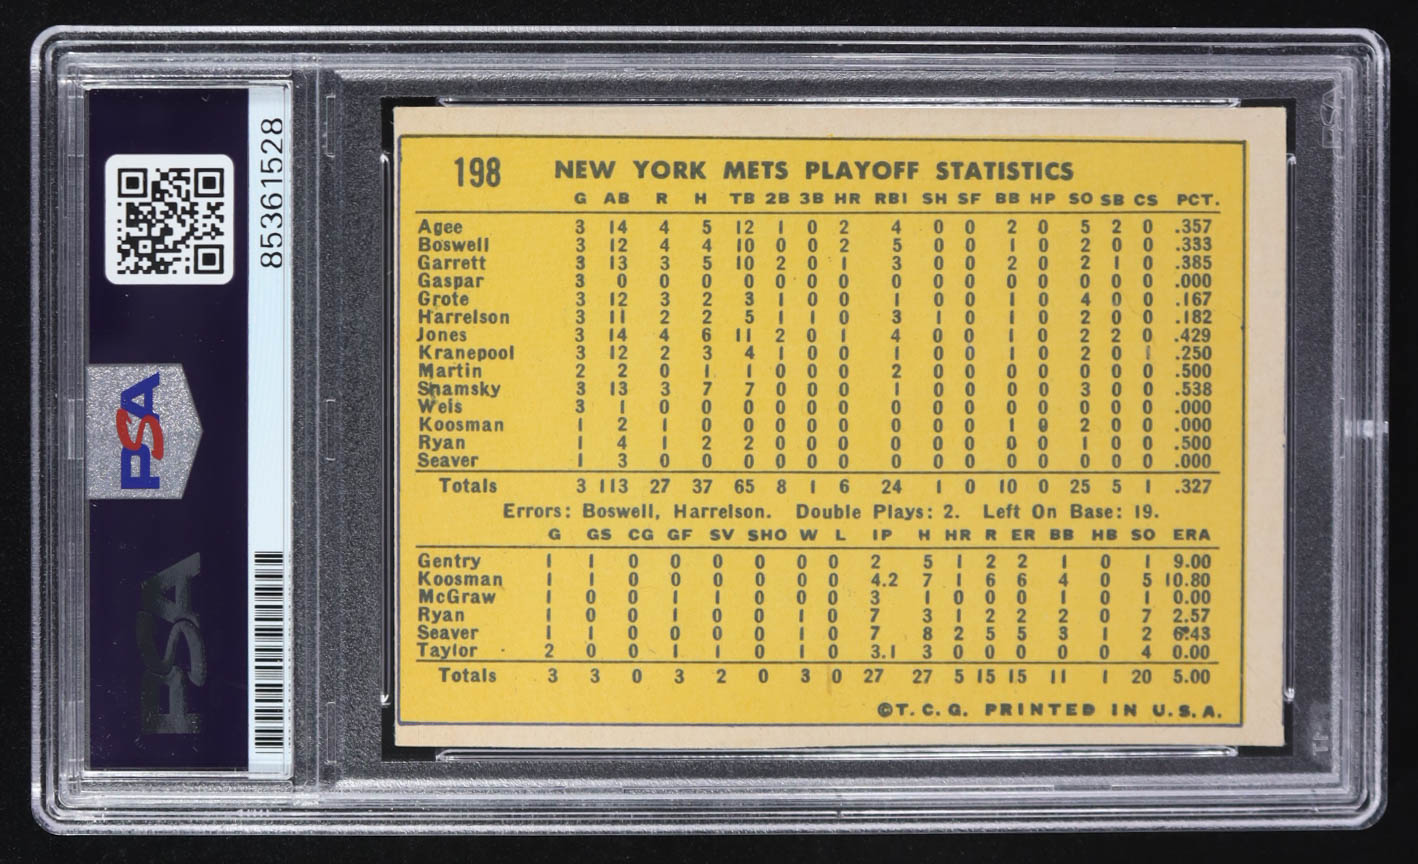 85361528
PSA
PSA
198 NEW YORK METS PLAYOFF STATISTICS
G AB R H TB 2B 3B HR RBI SH SF BB HP SO SB CS PCT.
Agee 3 14 4 5 12 1 0 2 4 0 0 2 0 5 2 0 .357
Boswell 3 12 4 4 10 0 0 2 5 0 0 1 0 2 0 0 .333
Garrett 3 13 3 5 10 2 0 1 3 0 0 2 0 2 1 0 .385
Gaspar 3 0 0 0 0 0 0 0 0 0 0 0 0 0 0 0 .000
Grote 3 12 3 2 3 1 0 0 1 0 0 1 0 4 0 0 .167
Harrelson 3 11 2 2 5 1 1 0 3 1 0 1 0 2 0 0 .182
Jones 3 14 4 6 11 2 0 1 4 0 0 1 0 2 2 0 .429
Kranepool 3 12 2 3 4 1 0 0 1 0 0 1 0 2 0 1 .250
Martin 2 2 0 1 1 0 0 0 2 0 0 0 0 0 0 0 .500
Shamsky 3 13 3 7 7 0 0 0 1 0 0 0 0 3 0 0 .538
Weis 3 1 0 0 0 0 0 0 0 0 0 0 0 0 0 0 .000
Koosman 1 2 1 0 0 0 0 0 0 0 0 1 0 2 0 0 .000
Ryan 1 4 1 2 2 0 0 0 0 0 0 0 0 1 0 0 .500
Seaver 1 3 0 0 0 0 0 0 0 0 0 0 0 0 0 0 .000
Totals 3 113 27 37 65 8 1 6 24 1 0 10 0 25 5 1 .327
Errors: Boswell, Harrelson. Double Plays: 2. Left On Base: 19.
G GS CG GF SV SHO W L IP H HR R ER BB HB SO ERA
Gentry 1 1 0 0 0 0 0 0 2 5 1 2 2 1 0 1 9.00
Koosman 1 1 0 0 0 0 0 0 4.2 7 1 6 6 4 0 5 10.80
McGraw 1 0 0 1 1 0 0 0 3 1 0 0 0 1 0 1 0.00
Ryan 1 0 0 1 0 0 1 0 7 3 1 2 2 2 0 7 2.57
Seaver 1 1 0 0 0 0 1 0 7 8 2 5 5 3 1 2 6.43
Taylor 2 0 0 1 1 0 1 0 3.1 3 0 0 0 0 0 4 0.00
Totals 3 3 0 3 2 0 3 0 27 27 5 15 15 11 1 20 5.00
©T.C.G. PRINTED IN U.S.A.